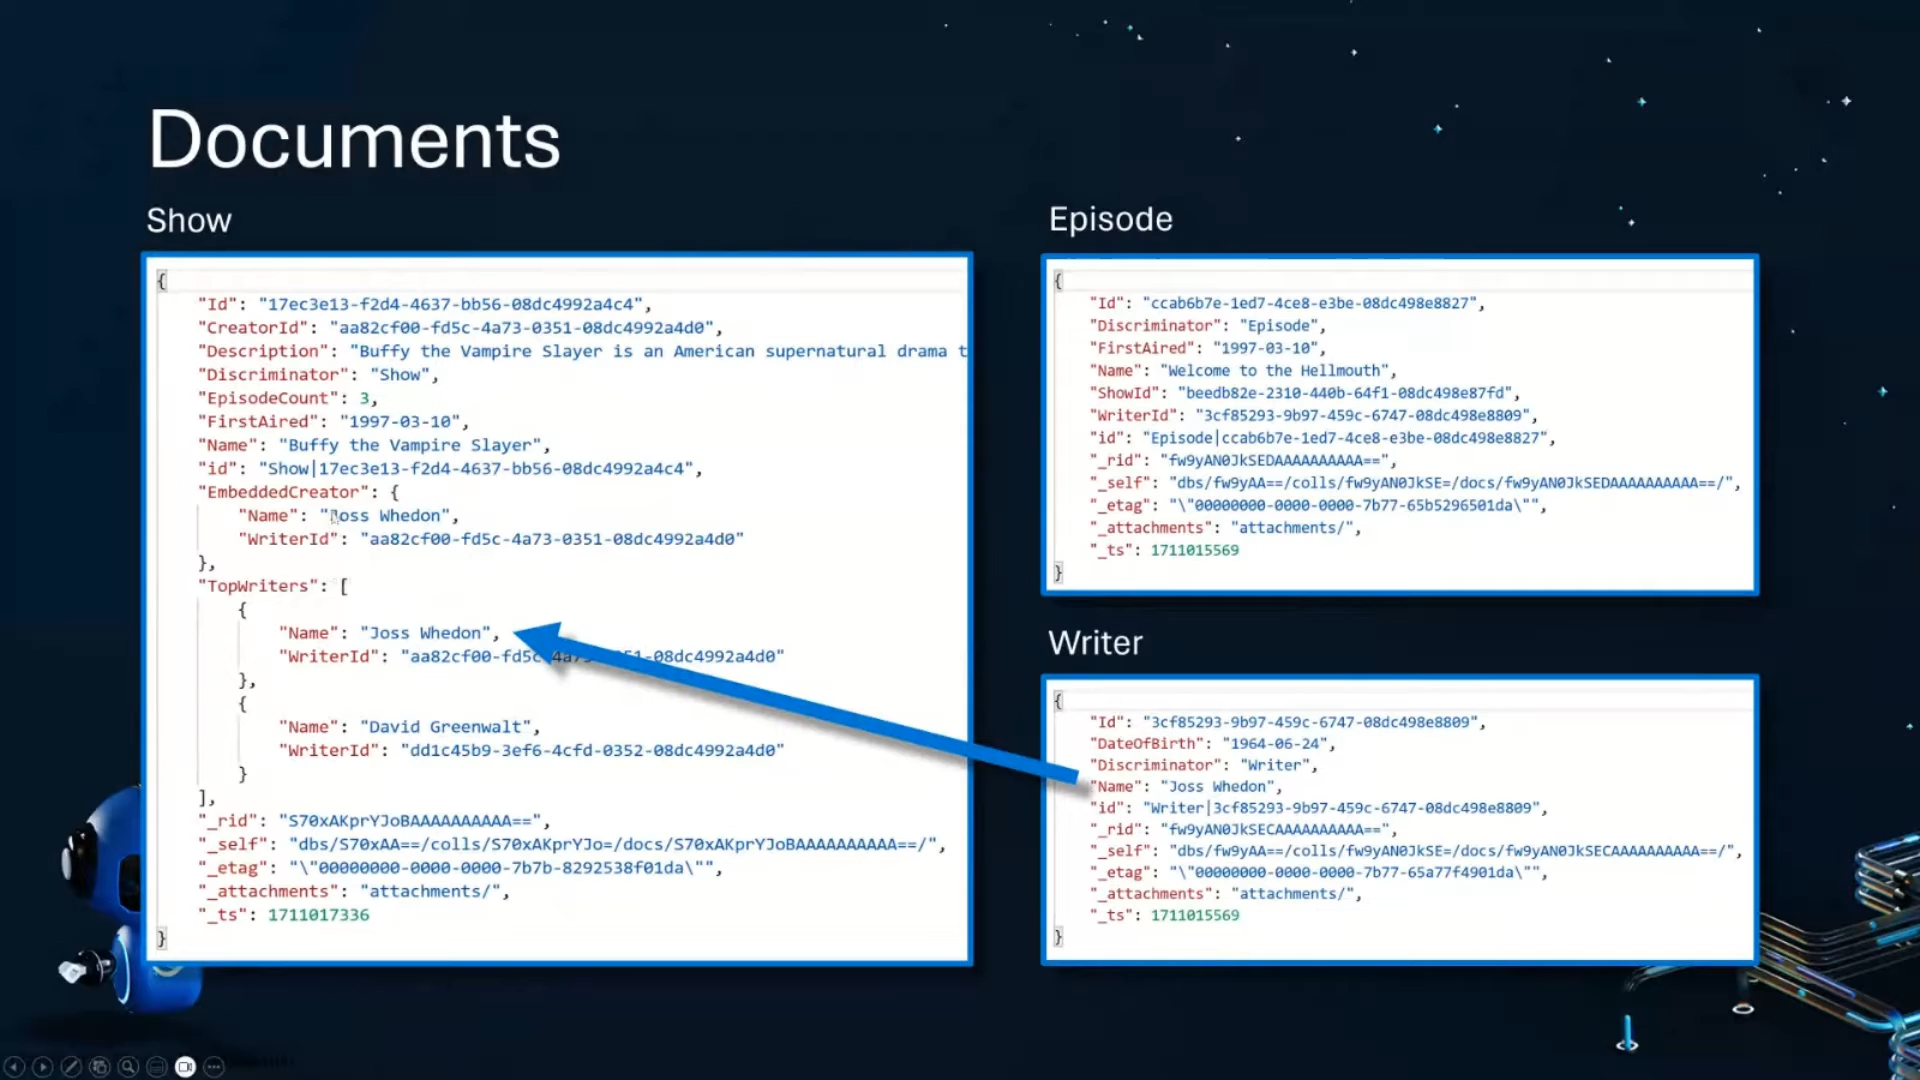 Documents
Show
{
"Id": "17ec3e13-f2d4-4637-bb56-08dc4992a4c4",
"CreatorId": "aa82cf00-fd5c-4a73-0351-08dc4992a4d0",
"Description": "Buffy the Vampire Slayer is an American supernatural drama t
"Discriminator": "Show",
"EpisodeCount": 3,
"FirstAired": "1997-03-10",
"Name": "Buffy the Vampire Slayer",
"id": "Show|17ec3e13-f2d4-4637-bb56-08dc4992a4c4",
"EmbeddedCreator": {
"Name": "Joss Whedon",
"WriterId": "aa82cf00-fd5c-4a73-0351-08dc4992a4d0"
},
"TopWriters": [
{
"Name": "Joss Whedon",
"WriterId": "aa82cf00-fd5c-4a73-0351-08dc4992a4d0"
},
{
"Name": "David Greenwalt",
"WriterId": "dd1c45b9-3ef6-4cfd-0352-08dc4992a4d0"
}
],
"_rid": "S70xAKprYJoBAAAAAAAAAA==",
"_self": "dbs/S70xAA==/colls/S70xAKprYJo=/docs/S70xAKprYJoBAAAAAAAAAA==/",
"_etag": "\"00000000-0000-0000-7b7b-8292538f01da\"",
"_attachments": "attachments/",
"_ts": 1711017336
}
Episode
{
"Id": "ccab6b7e-1ed7-4ce8-e3be-08dc498e8827",
"Discriminator": "Episode",
"FirstAired": "1997-03-10",
"Name": "Welcome to the Hellmouth",
"ShowId": "beedb82e-2310-440b-64f1-08dc498e87fd",
"WriterId": "3cf85293-9b97-459c-6747-08dc498e8809",
"id": "Episode|ccab6b7e-1ed7-4ce8-e3be-08dc498e8827",
"_rid": "fw9yAN0JkSEDAAAAAAAAAA==",
"_self": "dbs/fw9yAA==/colls/fw9yAN0JkSE=/docs/fw9yAN0JkSEDAAAAAAAAAA==/",
"_etag": "\"00000000-0000-0000-7b77-65b5296501da\"",
"_attachments": "attachments/",
"_ts": 1711015569
}
Writer
{
"Id": "3cf85293-9b97-459c-6747-08dc498e8809",
"DateOfBirth": "1964-06-24",
"Discriminator": "Writer",
"Name": "Joss Whedon",
"id": "Writer|3cf85293-9b97-459c-6747-08dc498e8809",
"_rid": "fw9yAN0JkSECAAAAAAAAAA==",
"_self": "dbs/fw9yAA==/colls/fw9yAN0JkSE=/docs/fw9yAN0JkSECAAAAAAAAAA==/",
"_etag": "\"00000000-0000-0000-7b77-65a77f4901da\"",
"_attachments": "attachments/",
"_ts": 1711015569
}